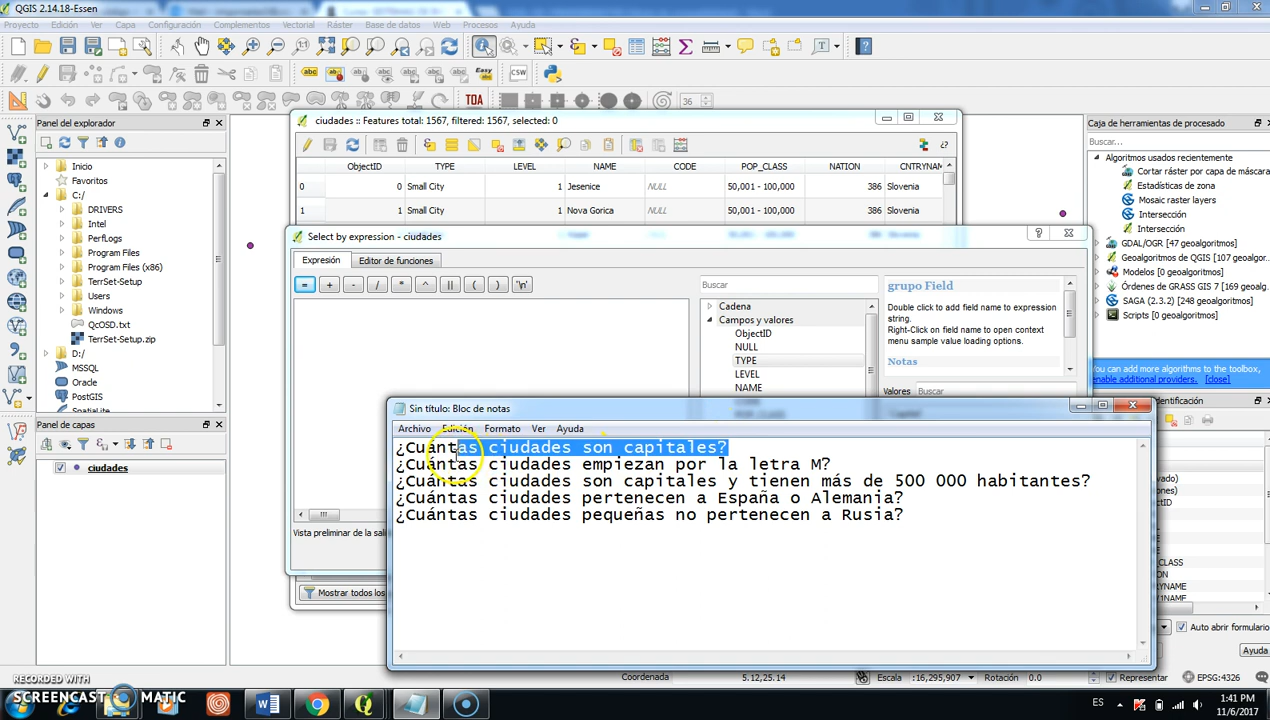 QGIS 2.14.18-Essen
Proyecto Edición Ver Capa Configuración Complementos Vectorial Ráster Base de datos Web Procesos Ayuda
abc abc Easy CSW
TOA 36
Panel del explorador
Inicio
Favoritos
C:/
DRIVERS
Intel
PerfLogs
Program Files
Program Files (x86)
TerrSet-Setup
Users
Windows
QcOSD.txt
TerrSet-Setup.zip
D:/
MSSQL
Oracle
PostGIS
SpatiaLite
Panel de capas
ciudades
ciudades :: Features total: 1567, filtered: 1567, selected: 0
ObjectID TYPE LEVEL NAME CODE POP_CLASS NATION CNTRYNAM
0 0 Small City 1 Jesenice NULL 50,001 - 100,000 386 Slovenia
1 1 Small City 1 Nova Gorica NULL 50,001 - 100,000 386 Slovenia
Select by expression - ciudades
Expresión Editor de funciones
= + - / * ^ || ( ) '\n'
Buscar
Cadena
Campos y valores
ObjectID
NULL
TYPE
LEVEL
NAME
CODE
POP_CLASS
grupo Field
Double click to add field name to expression string.
Right-Click on field name to open context menu sample value loading options.
Notas
Valores Buscar
Vista preliminar de la sali
Mostrar todos los
Sin título: Bloc de notas
Archivo Edición Formato Ver Ayuda
¿Cuántas ciudades son capitales?
¿Cuántas ciudades empiezan por la letra M?
¿Cuántas ciudades son capitales y tienen más de 500 000 habitantes?
¿Cuántas ciudades pertenecen a España o Alemania?
¿Cuántas ciudades pequeñas no pertenecen a Rusia?
Caja de herramientas de procesado
Buscar...
Algoritmos usados recientemente
Cortar ráster por capa de máscara
Estadísticas de zona
Mosaic raster layers
Intersección
Intersección
GDAL/OGR [47 geoalgoritmos]
Geoalgoritmos de QGIS [107 geoalgor...
Modelos [0 geoalgoritmos]
Órdenes de GRASS GIS 7 [169 geoalg...
SAGA (2.3.2) [248 geoalgoritmos]
Scripts [0 geoalgoritmos]
You can add more algorithms to the toolbox,
enable additional providers. [close]
identificación
Auto abrir formulario
Ayuda
Coordenada 5.12,25.14 Escala :16,295,907 Rotación 0.0 Representar EPSG:4326
RECORDED WITH
SCREENCAST MATIC
ES 1:41 PM
11/6/2017